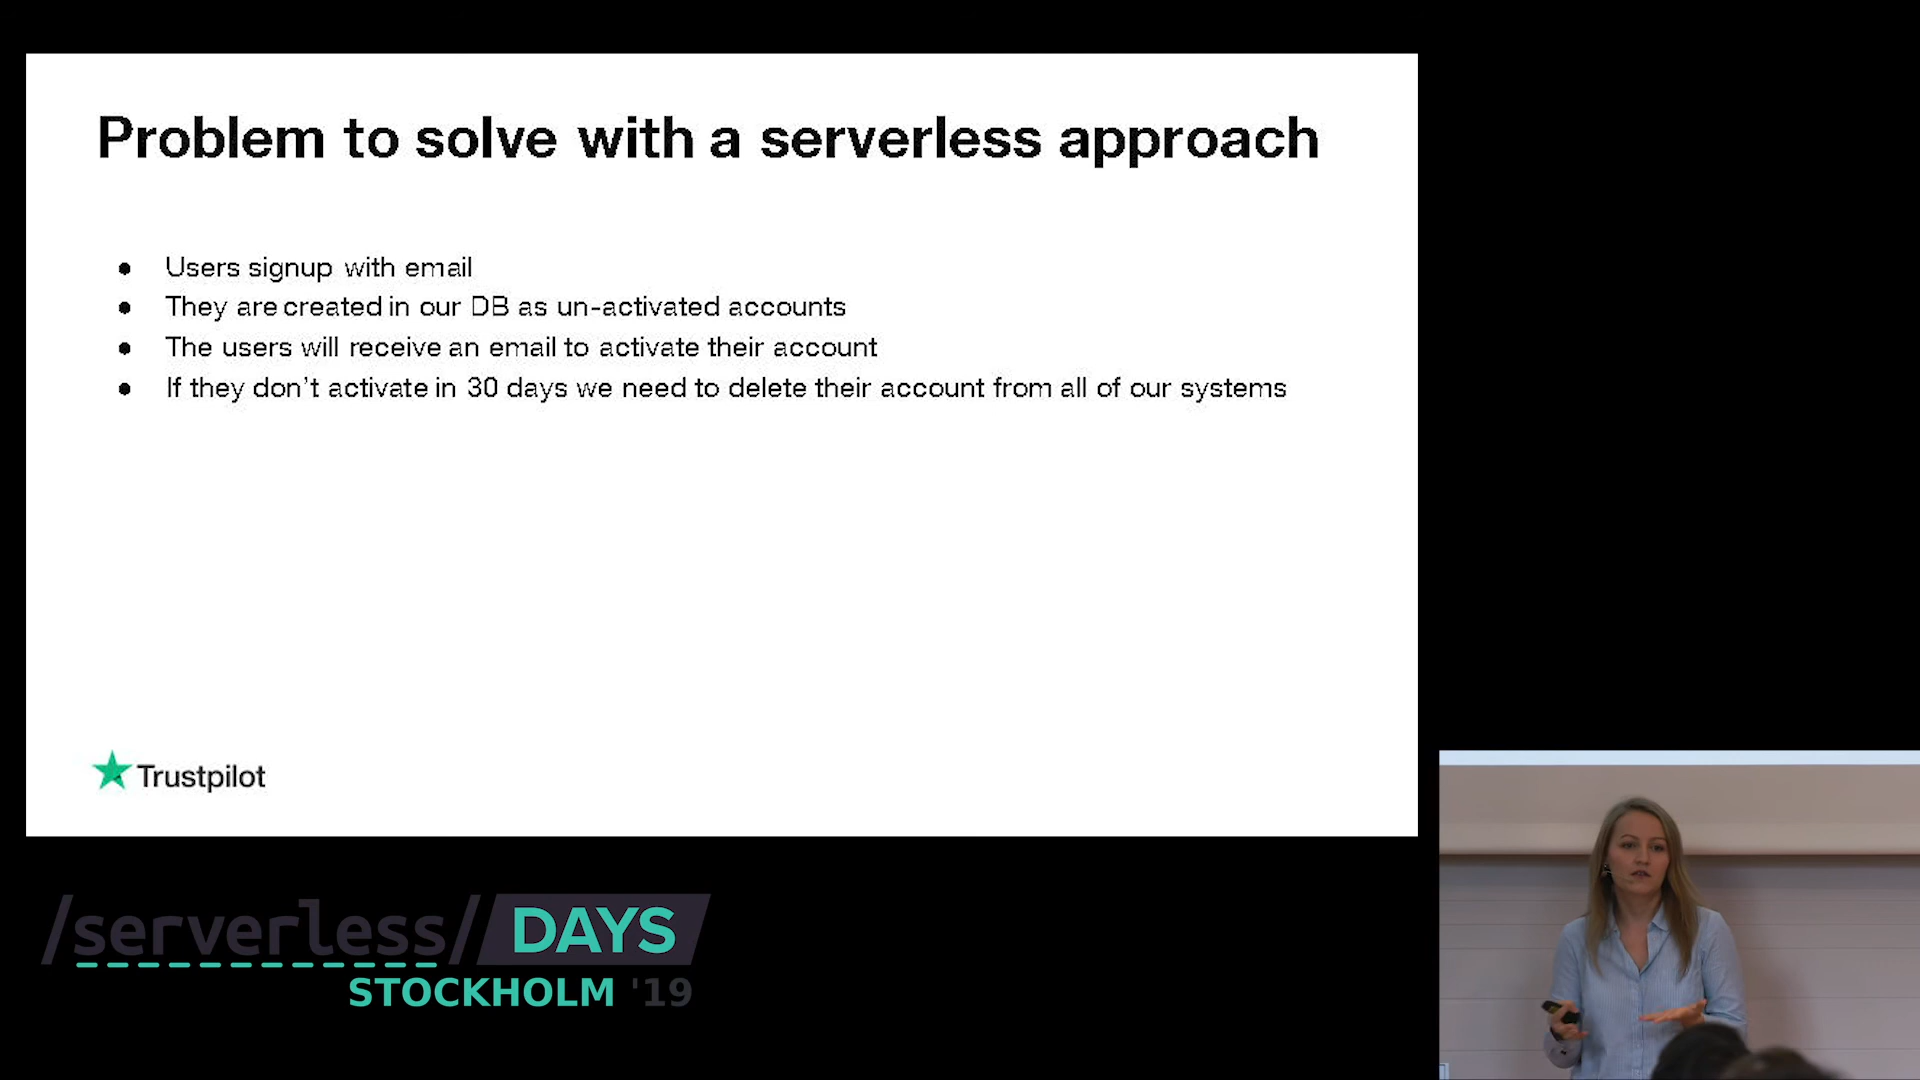 Problem to solve with a serverless approach
● Users signup with email
● They are created in our DB as un-activated accounts
● The users will receive an email to activate their account
● If they don't activate in 30 days we need to delete their account from all of our systems
Trustpilot
/serverless/ DAYS
STOCKHOLM '19